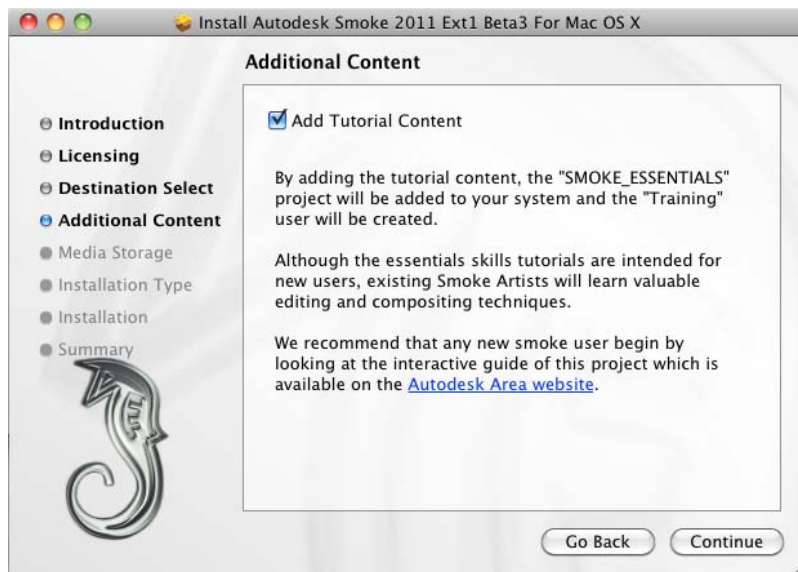 Install Autodesk Smoke 2011 Ext1 Beta3 For Mac OS X
Additional Content
Introduction
Licensing
Destination Select
Additional Content
Media Storage
Installation Type
Installation
Summary
Add Tutorial Content
By adding the tutorial content, the "SMOKE_ESSENTIALS"
project will be added to your system and the "Training"
user will be created.
Although the essentials skills tutorials are intended for
new users, existing Smoke Artists will learn valuable
editing and compositing techniques.
We recommend that any new smoke user begin by
looking at the interactive guide of this project which is
available on the Autodesk Area website.
Go Back
Continue